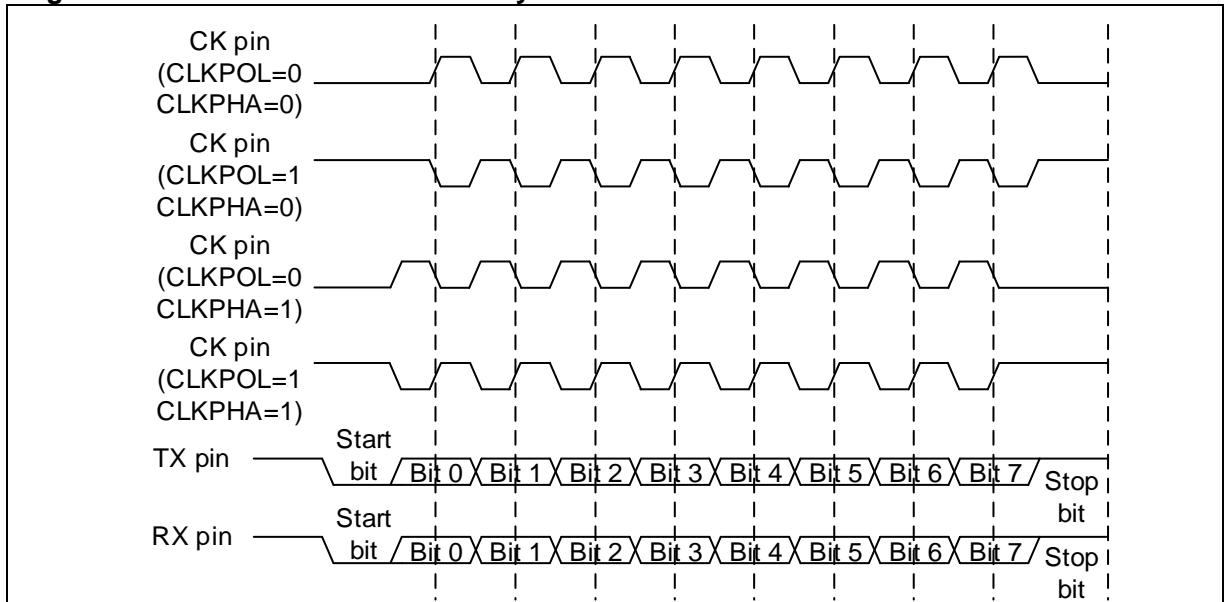 CK pin
(CLKPOL=0
CLKPHA=0)
CK pin
(CLKPOL=1
CLKPHA=0)
CK pin
(CLKPOL=0
CLKPHA=1)
CK pin
(CLKPOL=1
CLKPHA=1)
TX pin
Start
bit
Bit 0
Bit 1
Bit 2
Bit 3
Bit 4
Bit 5
Bit 6
Bit 7
Stop
bit
RX pin
Start
bit
Bit 0
Bit 1
Bit 2
Bit 3
Bit 4
Bit 5
Bit 6
Bit 7
Stop
bit